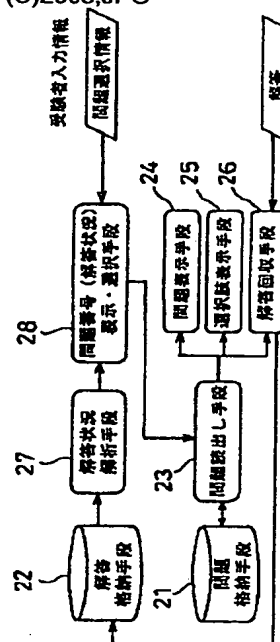 (C)2003,JPO
受験者入力情報
問題選択情報
28
問題番号(解答状況)
表示・選択手段
27
解答状況
解析手段
22
解答
格納手段
24
問題表示手段
25
選択肢表示手段
26
解答回収手段
23
問題読出し手段
21
問題
格納手段
解答